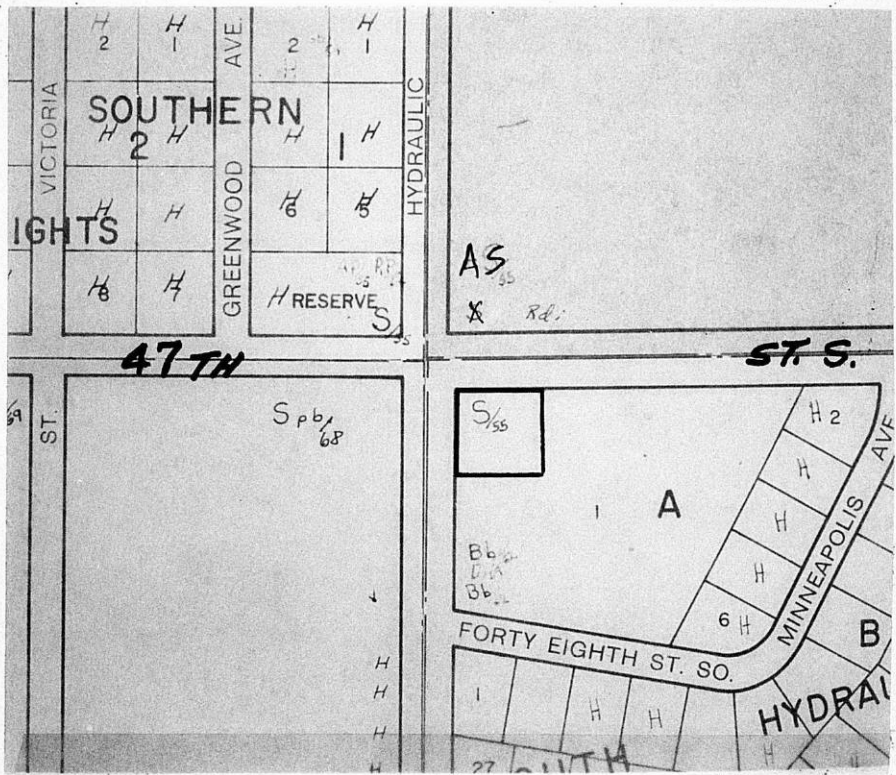 H H H
2 1 AVE. 2 1
SOUTHERN
VICTORIA
HYDRAULIC
H 2 H H 1 H
GREENWOOD
H H H 6 H 5
IGHTS
H 8 H 7 H RESERVE S/55
AS
X
47TH ST. S.
ST.
S pb 68
S/55
H 2
AVE
H
1 A
H
MINNEAPOLIS
Bb
H
Bb
6 H
B
FORTY EIGHTH ST. SO.
H
H
1
H H
HYDRAU
H
H
27
OUTH
H